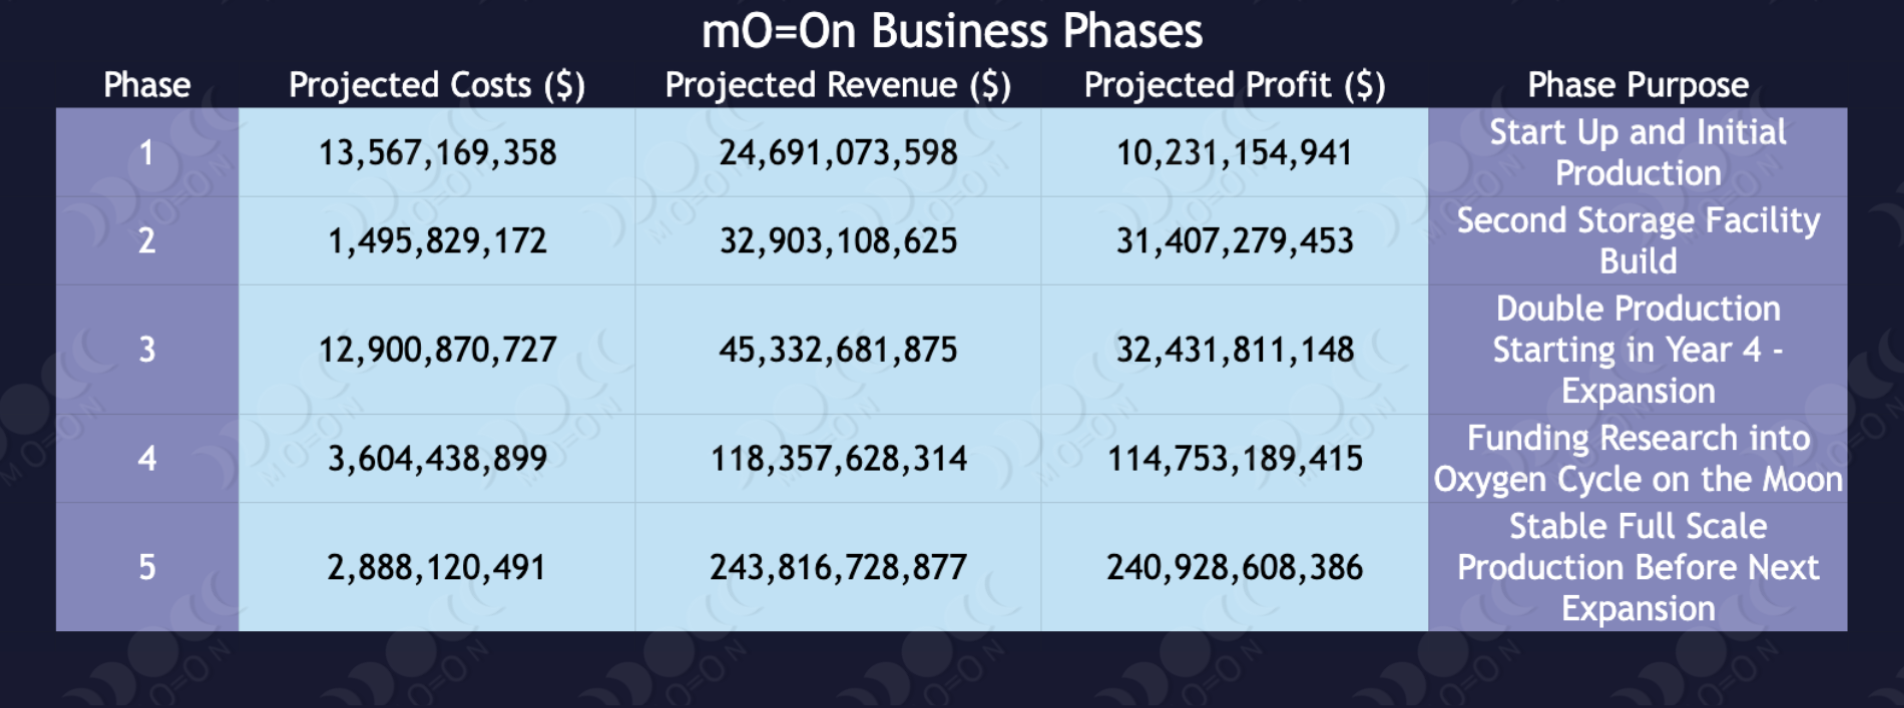 mO=On Business Phases
Phase Projected Costs ($) Projected Revenue ($) Projected Profit ($) Phase Purpose
1 13,567,169,358 24,691,073,598 10,231,154,941 Start Up and Initial
Production
2 1,495,829,172 32,903,108,625 31,407,279,453 Second Storage Facility
Build
Double Production
3 12,900,870,727 45,332,681,875 32,431,811,148 Starting in Year 4 -
Expansion
4 3,604,438,899 118,357,628,314 114,753,189,415 Funding Research into
Oxygen Cycle on the Moon
Stable Full Scale
5 2,888,120,491 243,816,728,877 240,928,608,386 Production Before Next
Expansion